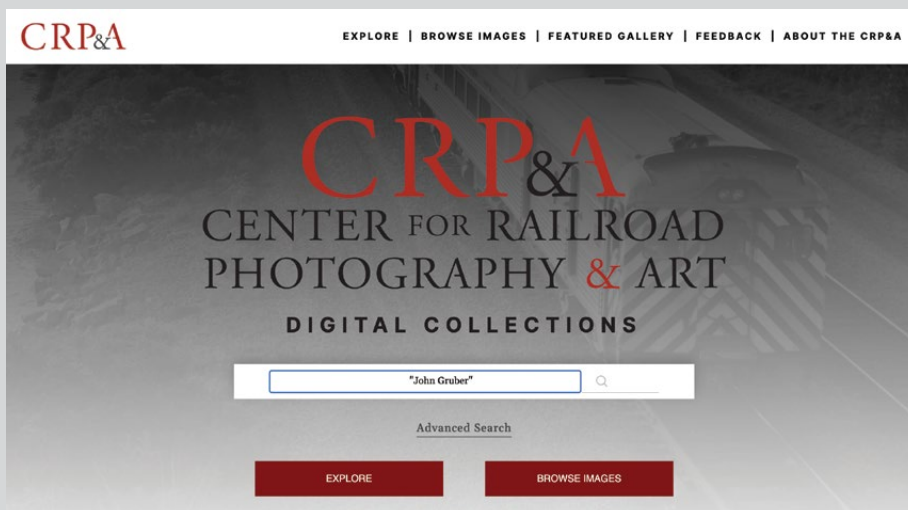 CRP&A
EXPLORE | BROWSE IMAGES | FEATURED GALLERY | FEEDBACK | ABOUT THE CRP&A
CRP&A
CENTER FOR RAILROAD
PHOTOGRAPHY & ART
DIGITAL COLLECTIONS
"John Gruber"
Advanced Search
EXPLORE
BROWSE IMAGES